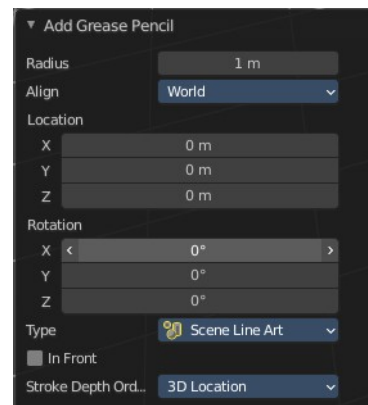 Add Grease Pencil
Radius 1 m
Align World
Location
X 0 m
Y 0 m
Z 0 m
Rotation
X 0°
Y 0°
Z 0°
Type Scene Line Art
In Front
Stroke Depth Ord... 3D Location